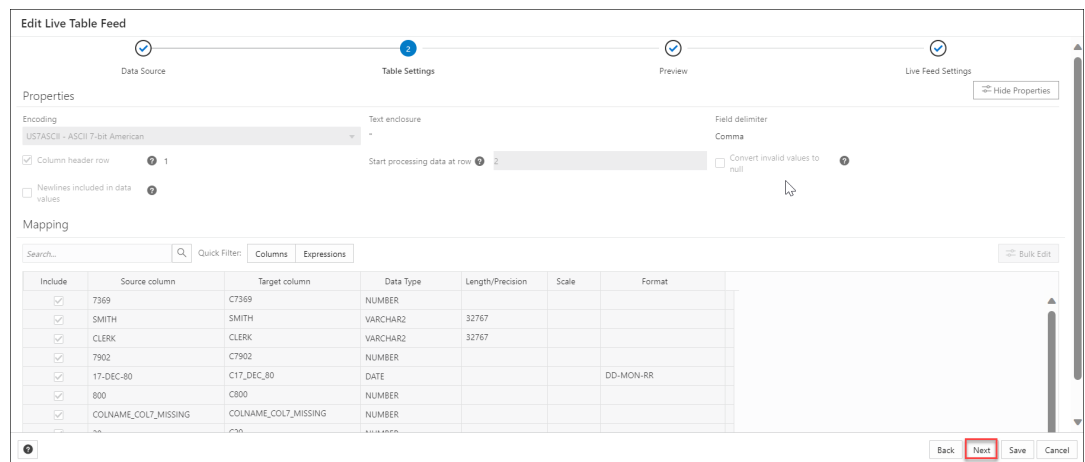 Edit Live Table Feed
2
Data Source Table Settings Preview Live Feed Settings
Properties Hide Properties
Encoding Text enclosure Field delimiter
US7ASCII - ASCII 7-bit American " Comma
Column header row ? 1 Start processing data at row ? 2 Convert invalid values to null ?
Newlines included in data values ?
Mapping
Search... Quick Filter: Columns Expressions Bulk Edit
Include Source column Target column Data Type Length/Precision Scale Format
7369 C7369 NUMBER
SMITH SMITH VARCHAR2 32767
CLERK CLERK VARCHAR2 32767
7902 C7902 NUMBER
17-DEC-80 C17_DEC_80 DATE DD-MON-RR
800 C800 NUMBER
COLNAME_COL7_MISSING COLNAME_COL7_MISSING NUMBER
20 C20 NUMBER
? Back Next Save Cancel